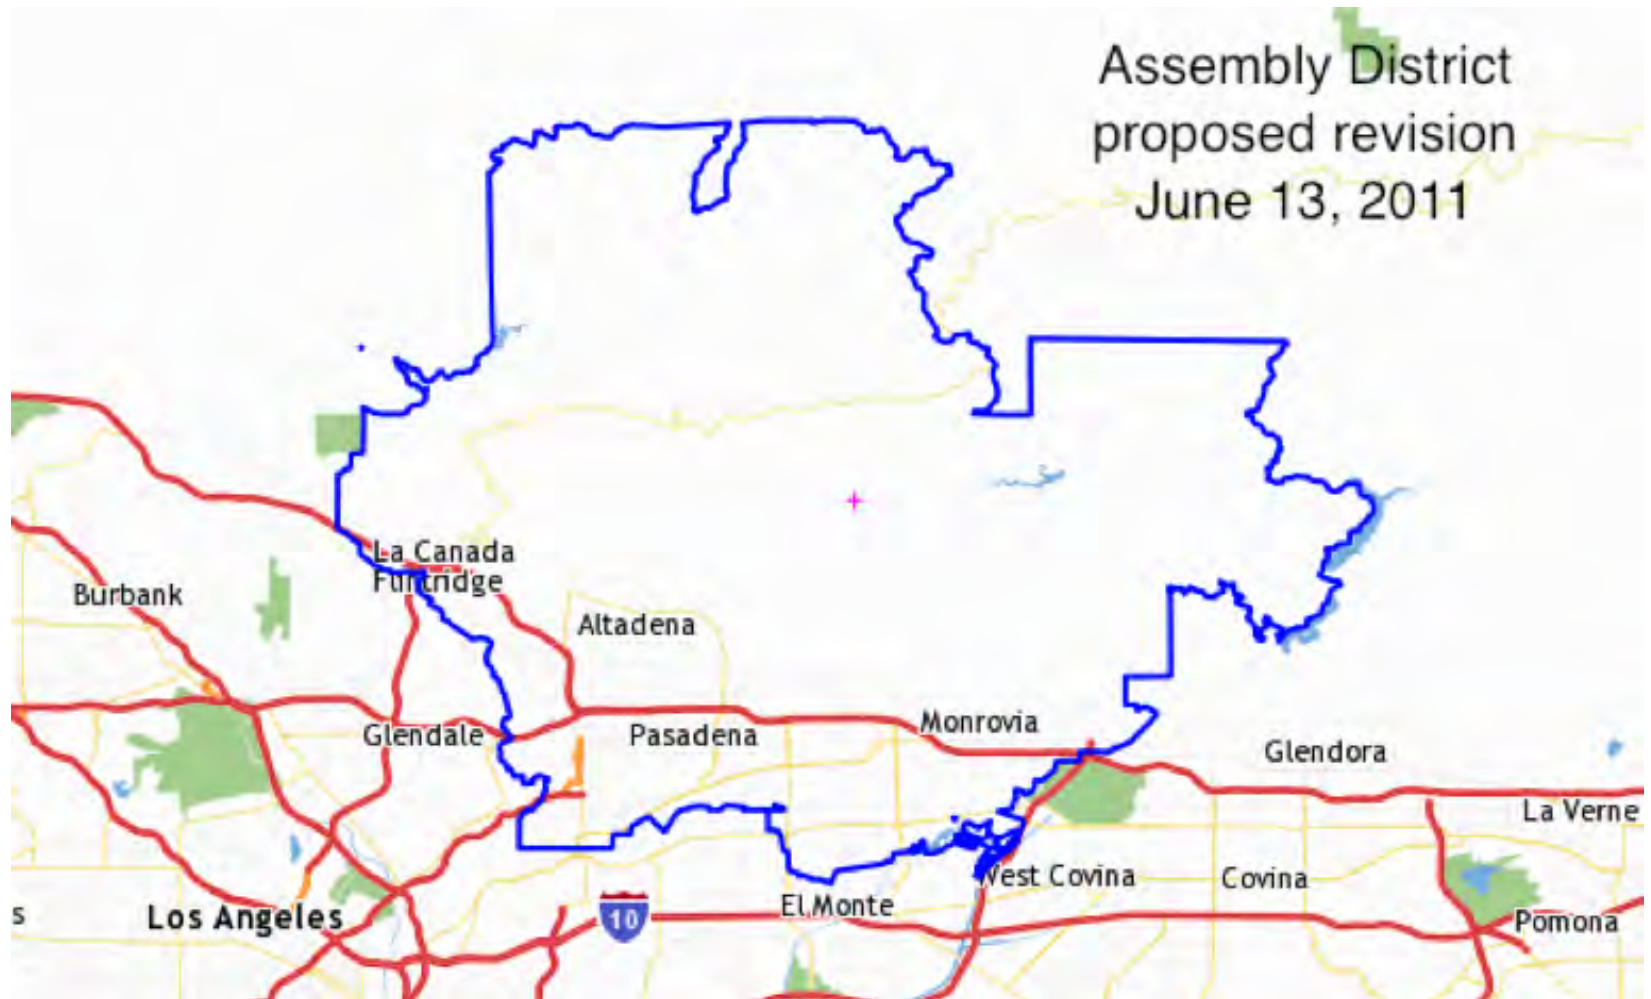 Assembly District
proposed revision
June 13, 2011
La Canada
Flintridge
Burbank
Altadena
Monrovia
Glendale
Pasadena
Glendora
La Verne
West Covina
Covina
El Monte
s
Los Angeles
10
Pomona